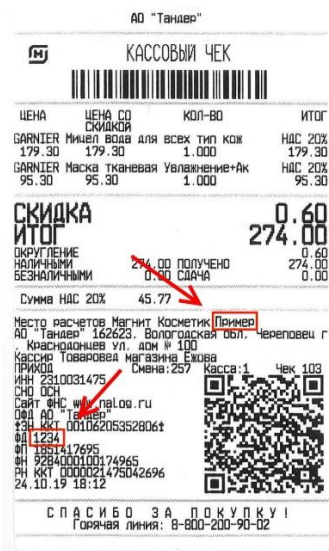 АО "Тандер"
КАССОВЫЙ ЧЕК
ЦЕНА ЦЕНА СО СКИДКОЙ КОЛ-ВО ИТОГ
GARNIER Мицел вода для всех тип кож НДС 20%
179.30 179.30 1.000 179.30
GARNIER Маска тканевая Увлажнение+Ак НДС 20%
95.30 95.30 1.000 95.30
СКИДКА 0.60
ИТОГ 274.00
ОКРУГЛЕНИЕ 0.60
НАЛИЧНЫМИ 274.00 ПОЛУЧЕНО 274.00
БЕЗНАЛИЧНЫМИ 0.00 СДАЧА 0.00
Сумма НДС 20% 45.77
Место расчетов Магнит Косметик Пример
АО "Тандер" 162623, Вологодская обл, Череповец г
, Краснодонцев ул, дом № 100
Кассир Товаровед магазина Ежова
ПРИХОД Смена:257 Касса:1 Чек 103
ИНН 2310031475
СНО ОСН
Сайт ФНС www.nalog.ru
ОФД АО "Тандер"
ЗН ККТ 00106205352806
ФД 1234
ФП 1851417695
ФН 9284000100174965
РН ККТ 0000021475042696
24.10.19 18:12
СПАСИБО ЗА ПОКУПКУ!
Горячая линия: 8-800-200-90-02